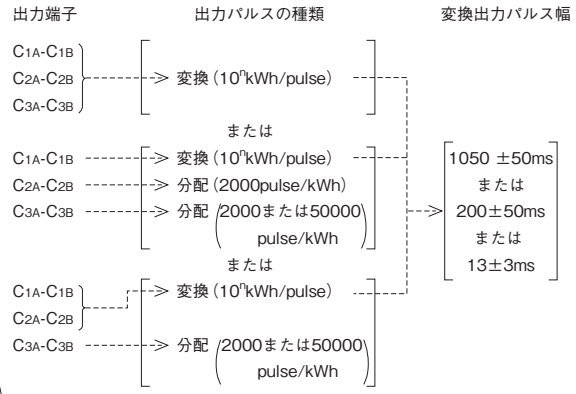 出力端子 出力パルスの種類 変換出力パルス幅
C1A-C1B
C2A-C2B 変換(10ⁿkWh/pulse)
C3A-C3B
または
C1A-C1B 変換(10ⁿkWh/pulse)
C2A-C2B 分配(2000pulse/kWh)
C3A-C3B 分配(2000または50000
pulse/kWh)
または
C1A-C1B 変換(10ⁿkWh/pulse)
C2A-C2B
C3A-C3B 分配(2000または50000
pulse/kWh)
1050 ±50ms
または
200±50ms
または
13±3ms